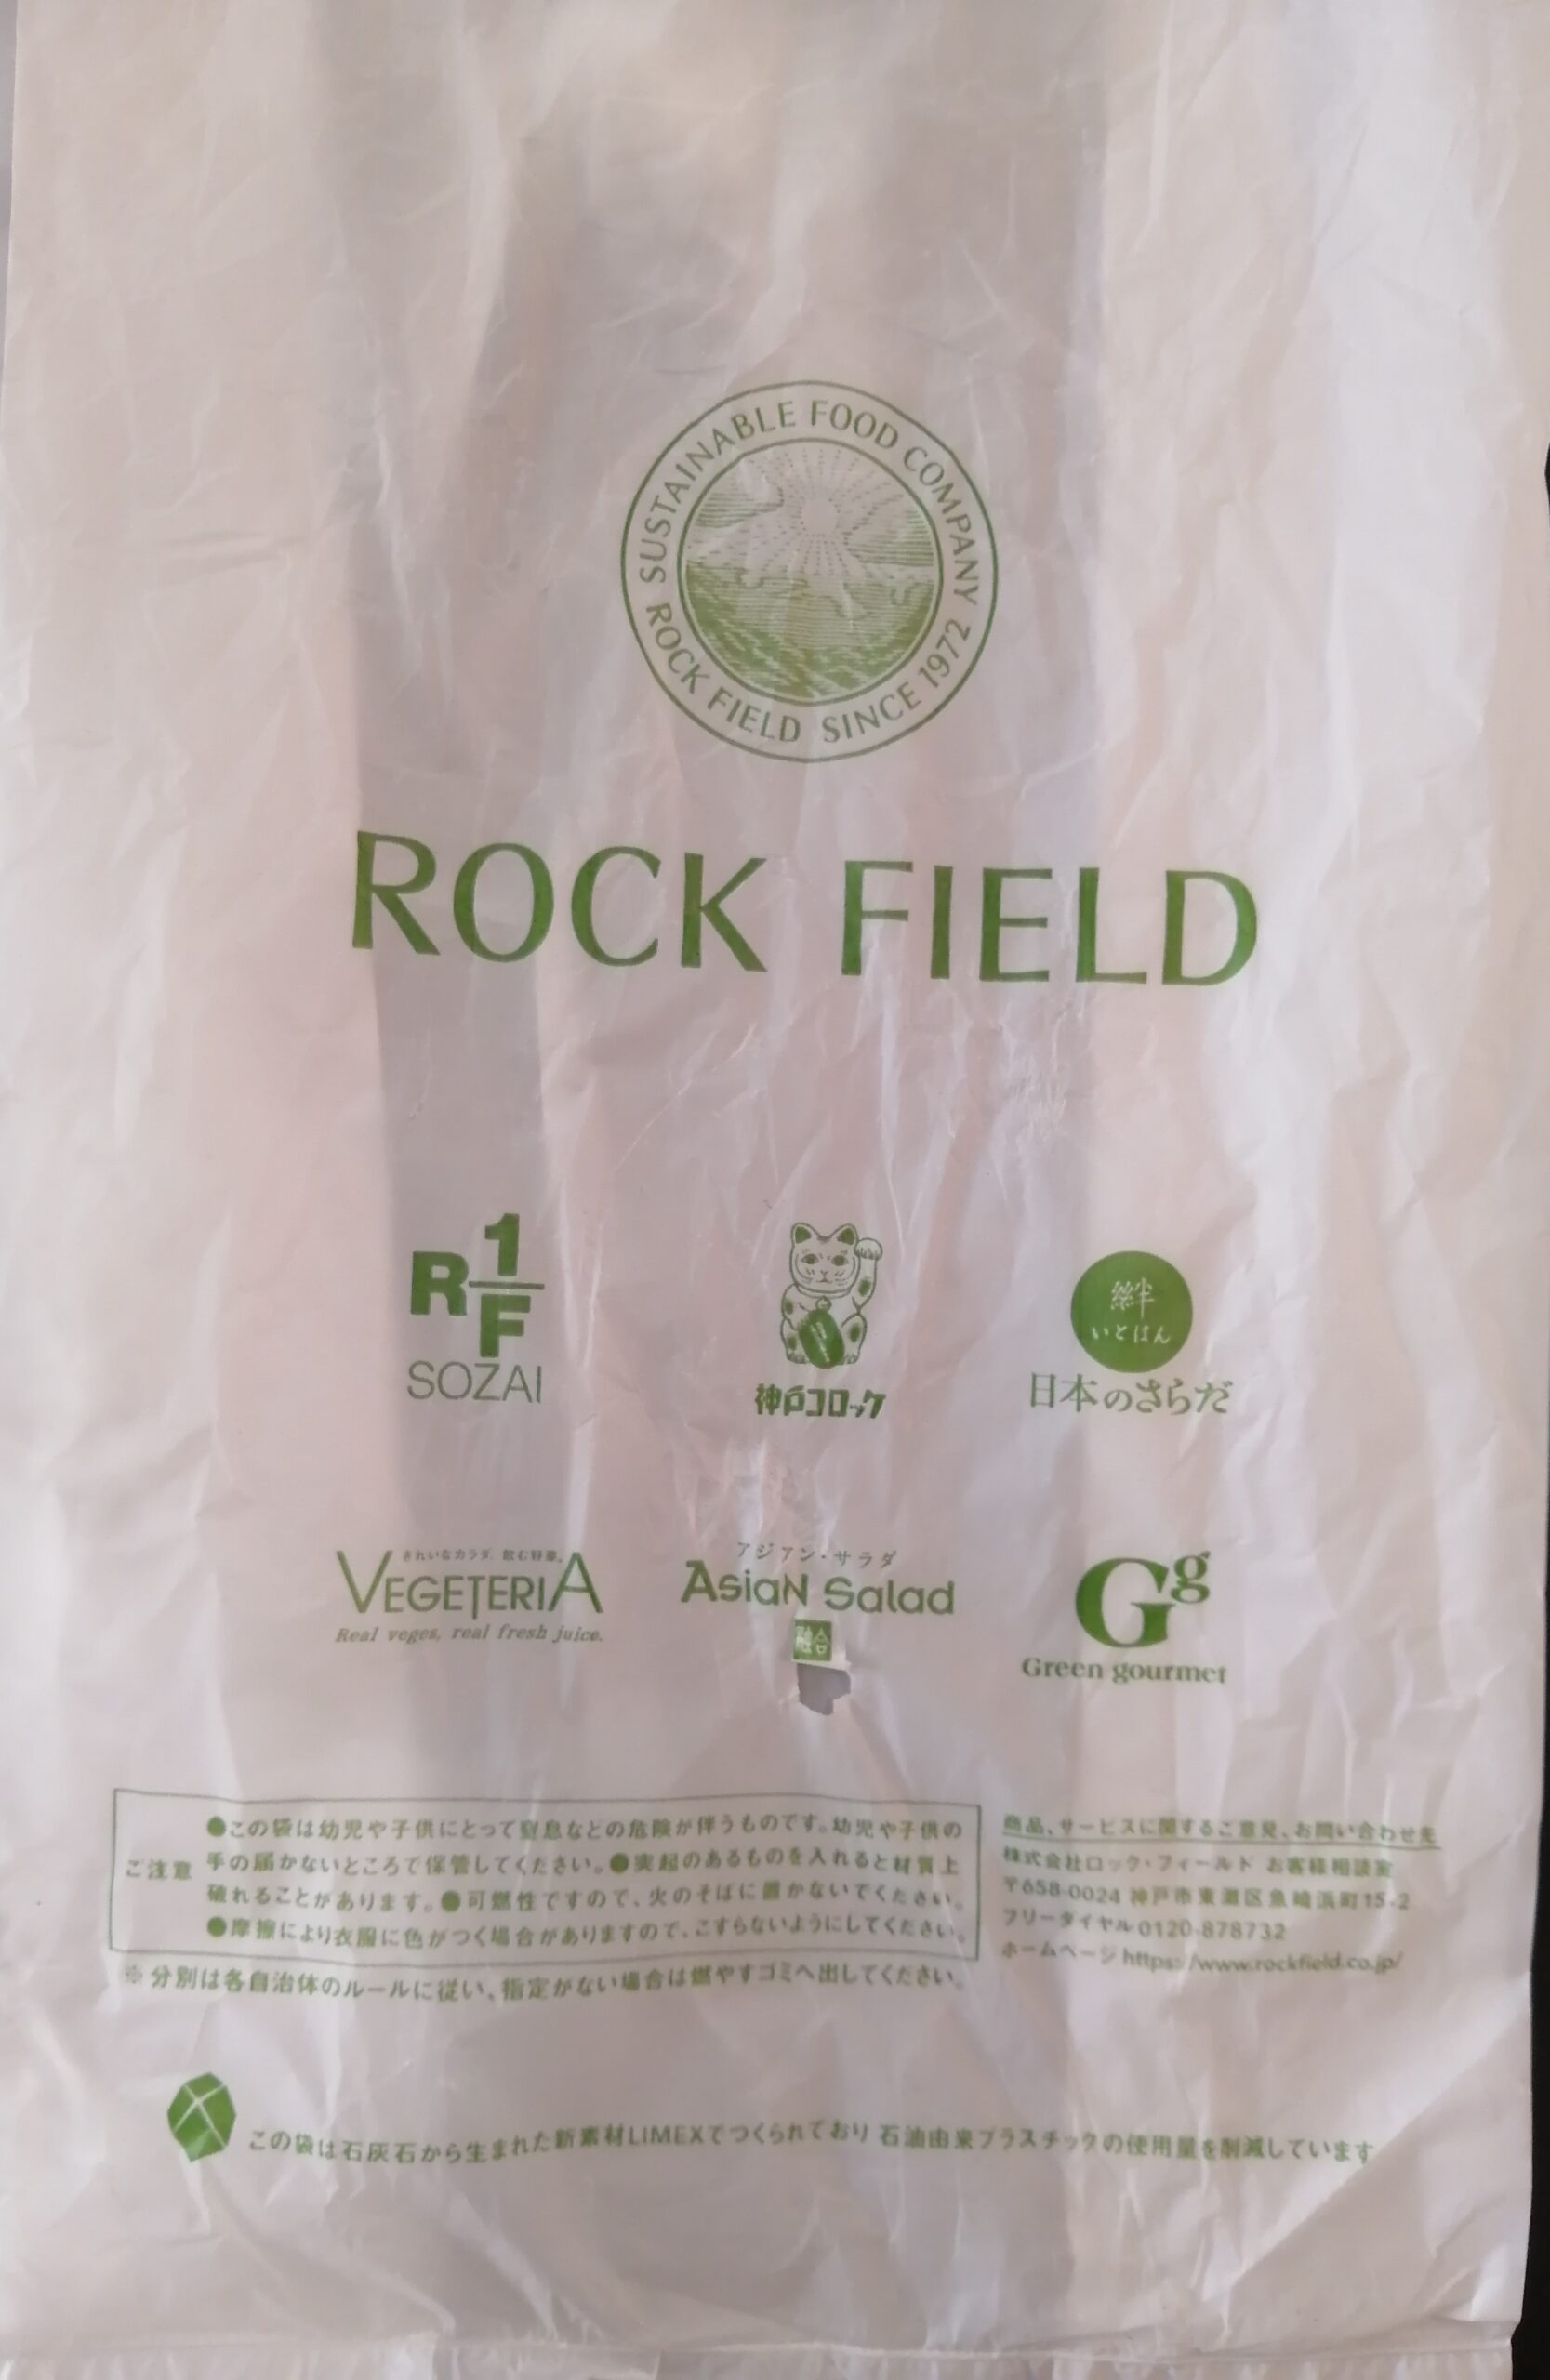 SUSTAINABLE FOOD COMPANY
ROCK FIELD SINCE 1972
ROCK FIELD
R 1/F
SOZAI
神戸コロッケ
絆
いとはん
日本のさらだ
きれいなカラダ。飲む野菜。
VEGETERIA
Real veges, real fresh juice.
アジアン・サラダ
Asian Salad
融合
Gg
Green gourmet
ご注意
●この袋は幼児や子供にとって窒息などの危険が伴うものです。幼児や子供の
手の届かないところで保管してください。●突起のあるものを入れると材質上
破れることがあります。●可燃性ですので、火のそばに置かないでください。
●摩擦により衣服に色がつく場合がありますので、こすらないようにしてください。
※分別は各自治体のルールに従い、指定がない場合は燃やすゴミへ出してください。
商品、サービスに関するご意見、お問い合わせ先
株式会社ロック・フィールド お客様相談室
〒658-0024 神戸市東灘区魚崎浜町15-2
フリーダイヤル 0120-878732
ホームページ https://www.rockfield.co.jp/
この袋は石灰石から生まれた新素材LIMEXでつくられており 石油由来プラスチックの使用量を削減しています